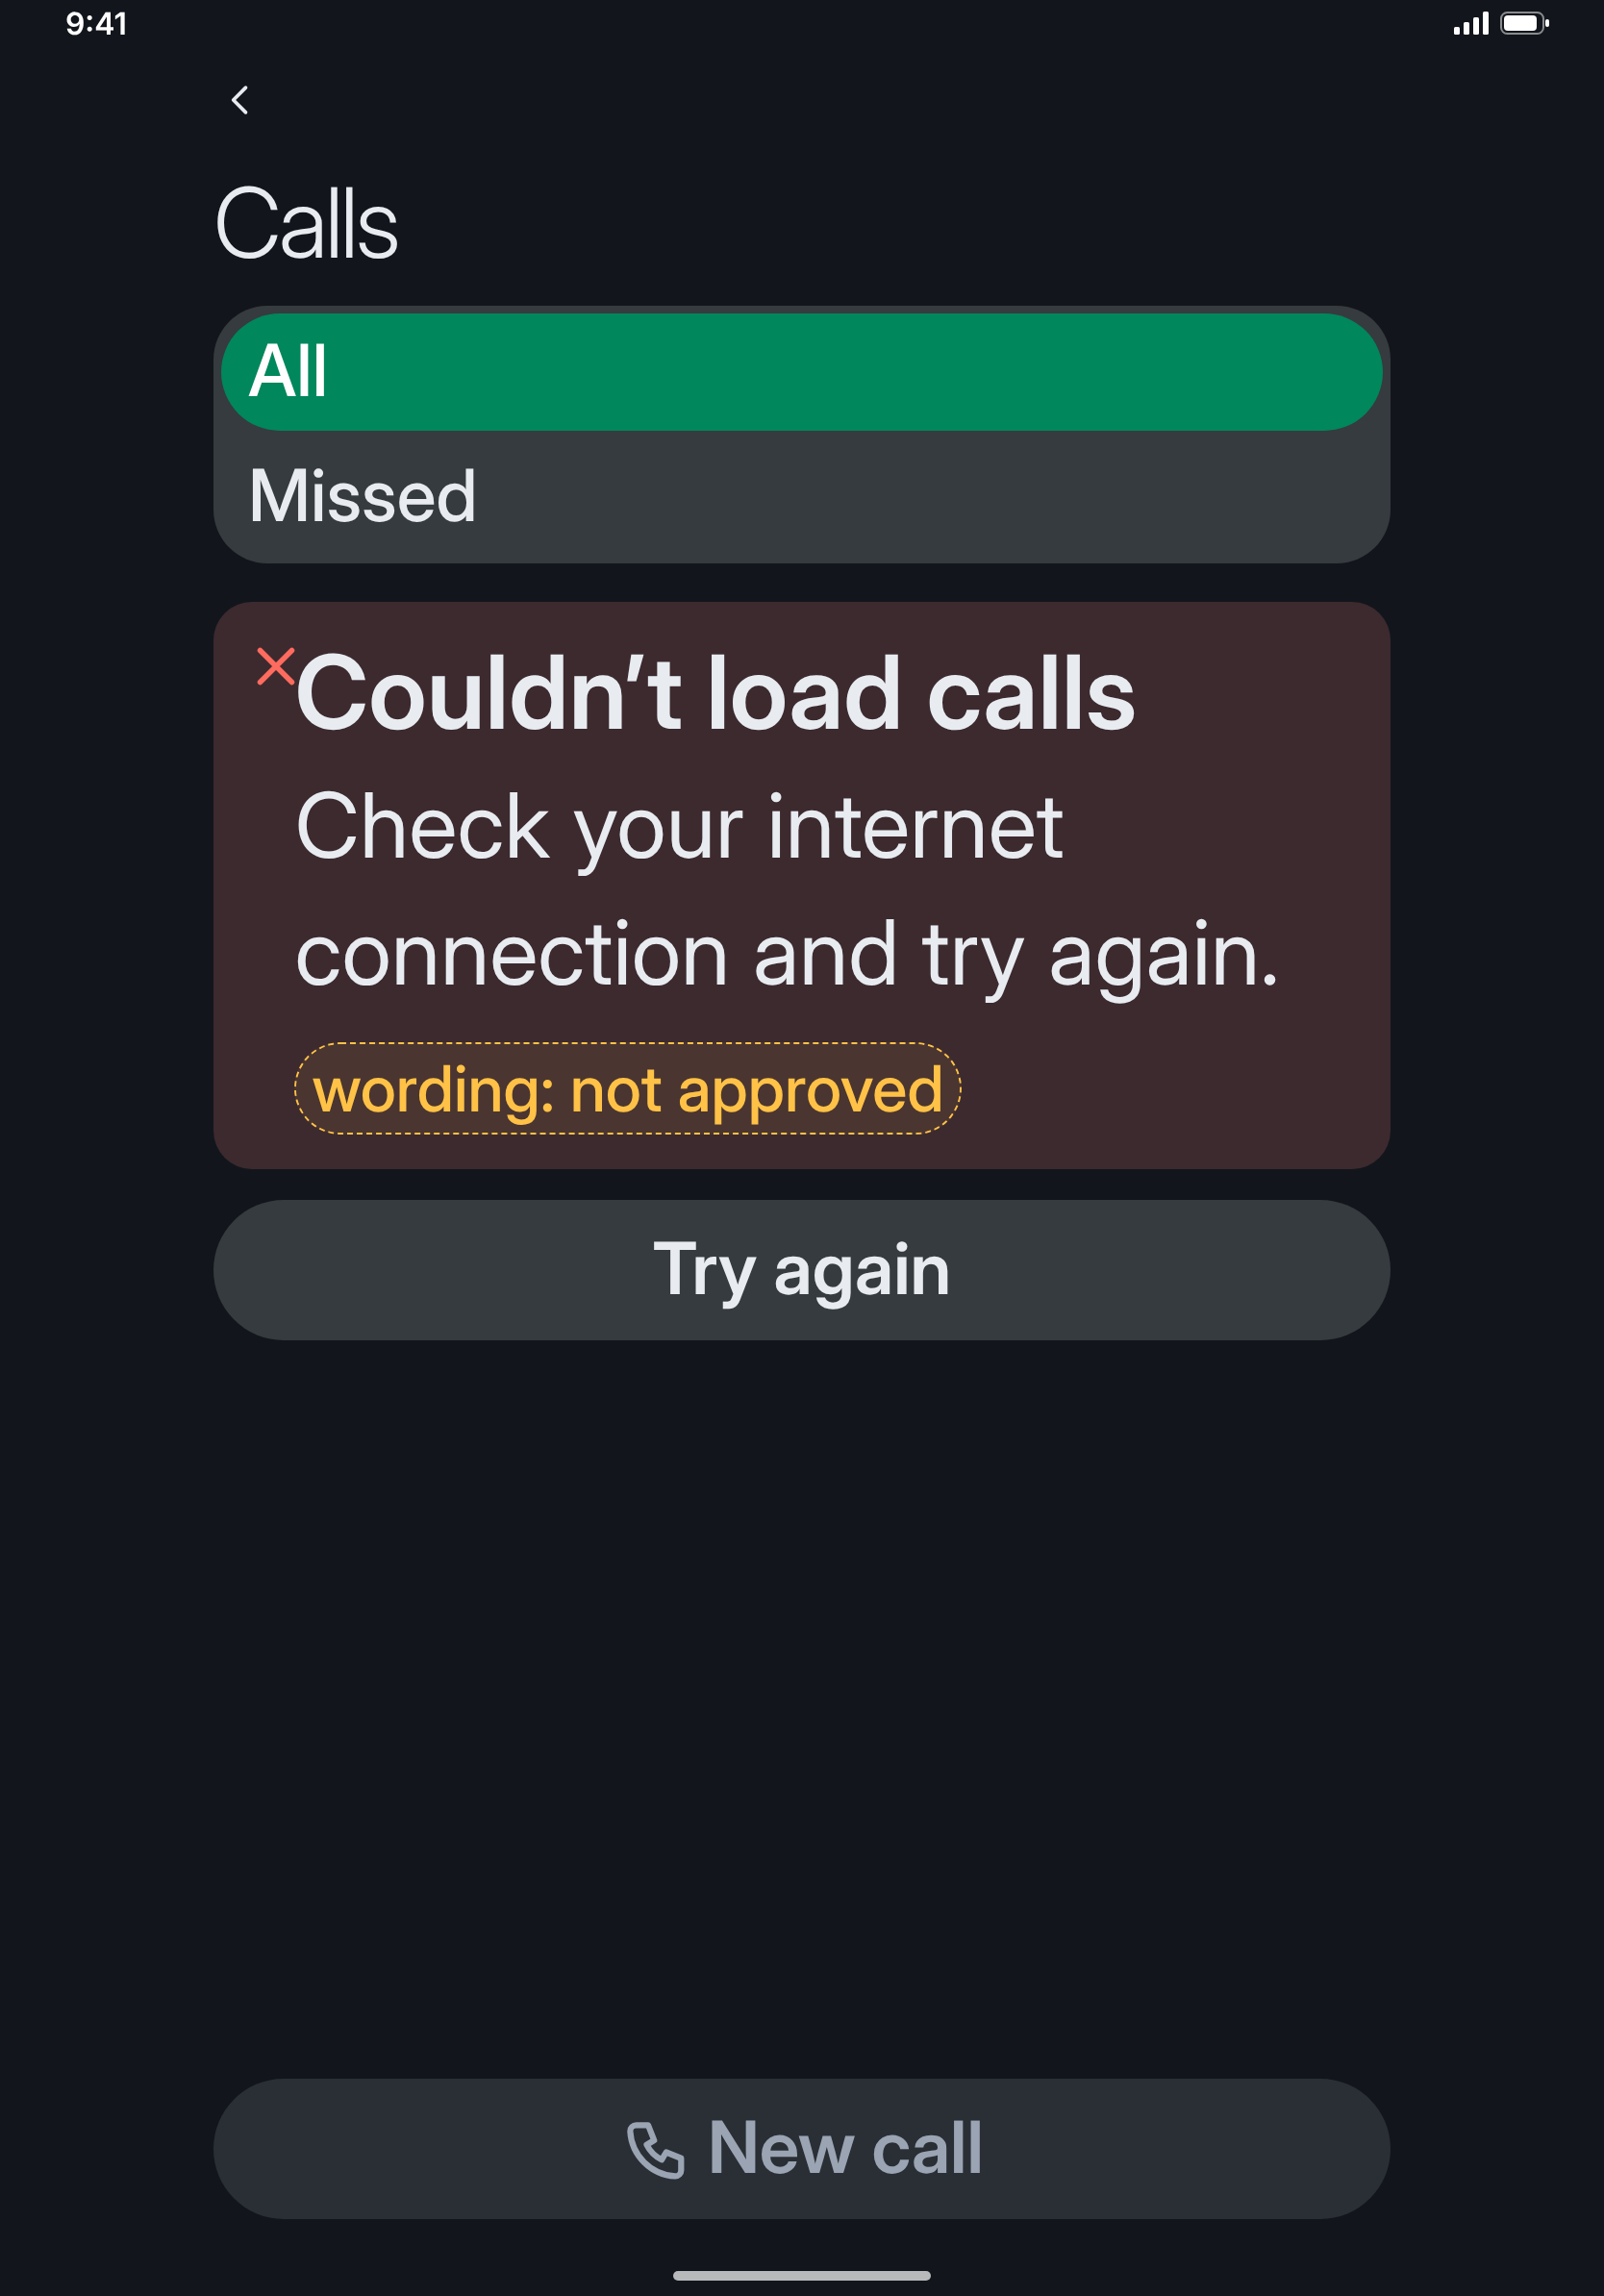 9:41
Calls
All
Missed
Couldn’t load calls
Check your internet
connection and try again.
wording: not approved
Try again
New call